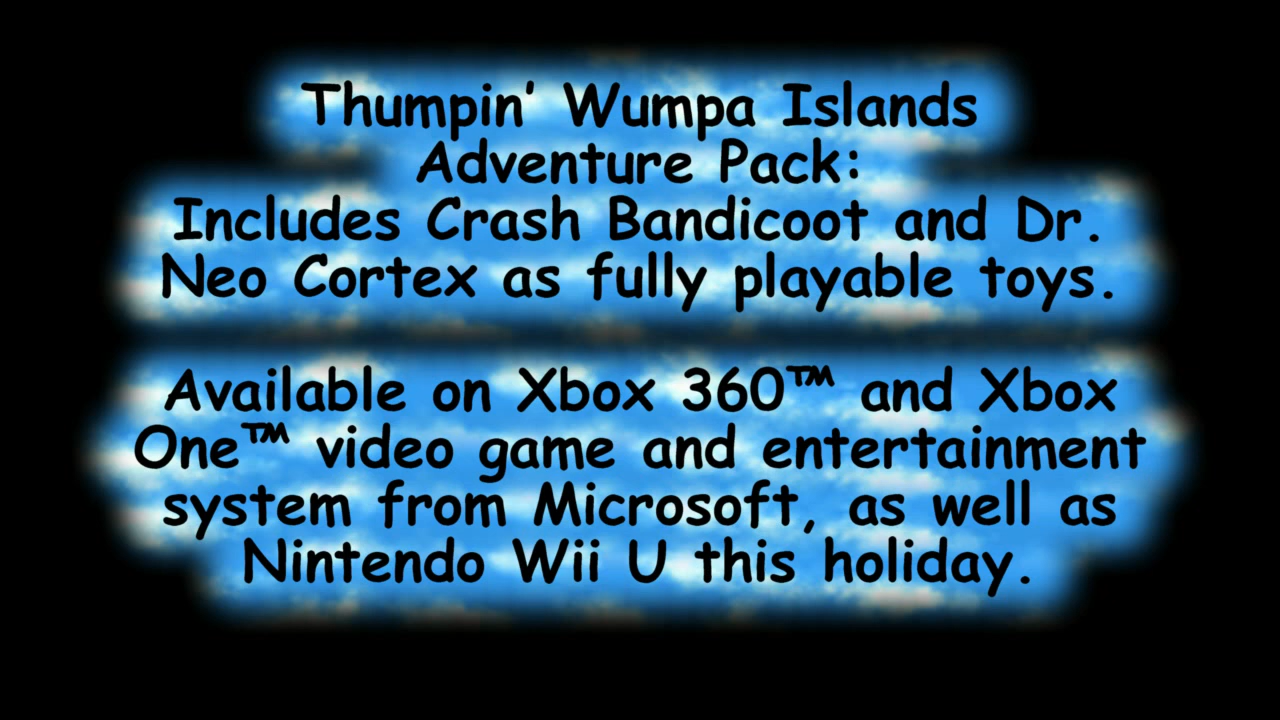 Thumpin’ Wumpa Islands
Adventure Pack:
Includes Crash Bandicoot and Dr.
Neo Cortex as fully playable toys.
Available on Xbox 360™ and Xbox
One™ video game and entertainment
system from Microsoft, as well as
Nintendo Wii U this holiday.